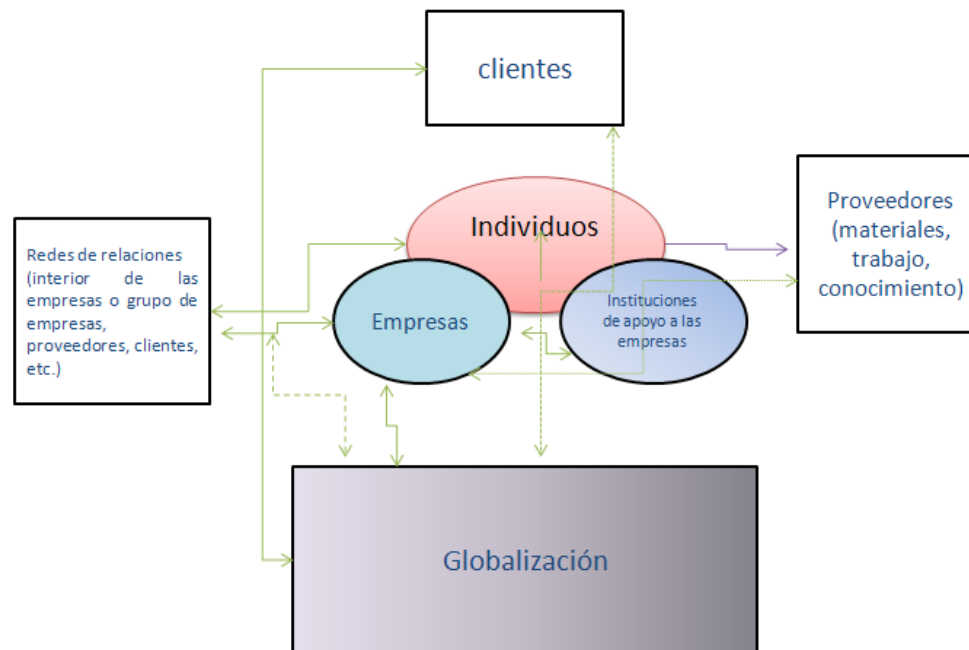 clientes
Individuos
Proveedores
(materiales,
trabajo,
conocimiento)
Redes de relaciones
(interior de las
empresas o grupo de
empresas,
proveedores, clientes,
etc.)
Empresas
Instituciones
de apoyo a las
empresas
Globalización